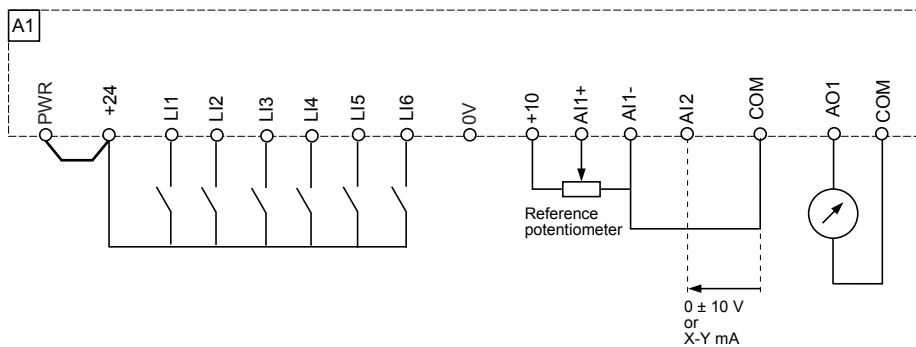 A1
PWR
+24
LI1
LI2
LI3
LI4
LI5
LI6
0V
+10
AI1+
AI1-
AI2
COM
AO1
COM
Reference
potentiometer
0 ± 10 V
or
X-Y mA